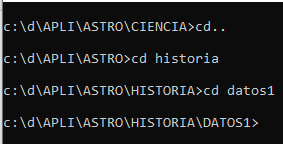 c:\d\APLI\ASTRO\CIENCIA>cd..
c:\d\APLI\ASTRO>cd historia
c:\d\APLI\ASTRO\HISTORIA>cd datos1
c:\d\APLI\ASTRO\HISTORIA\DATOS1>